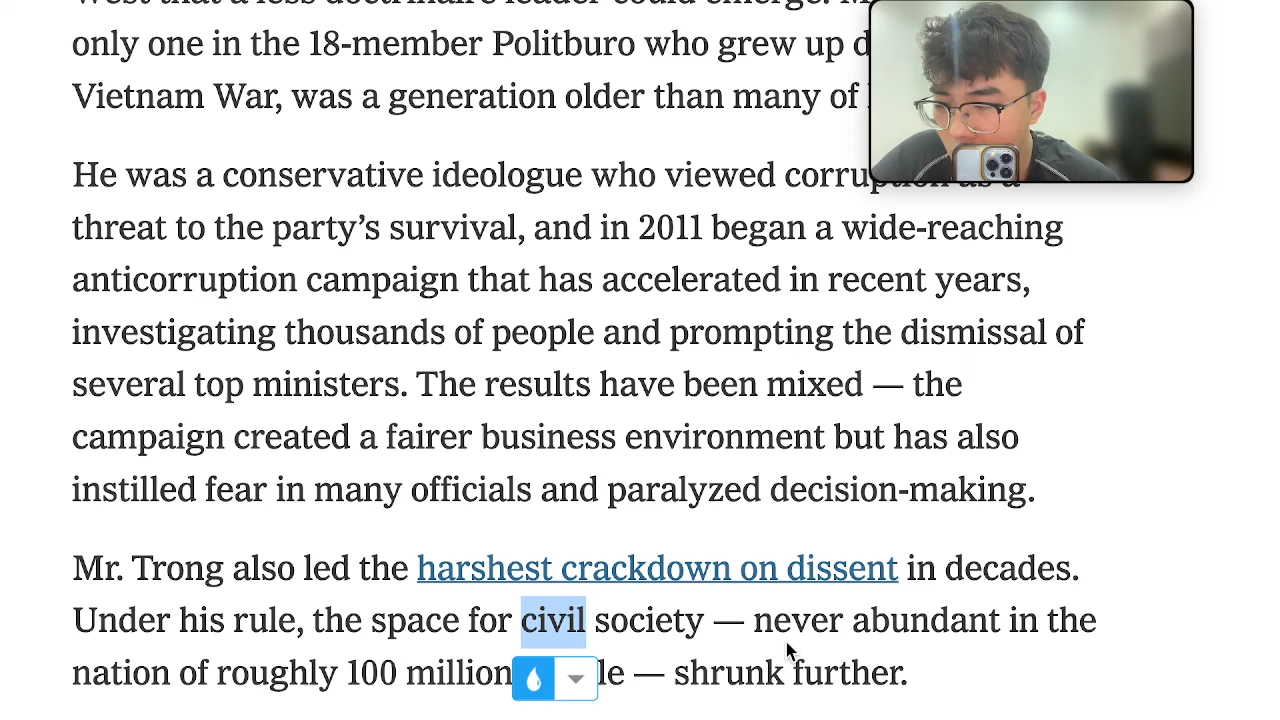 only one in the 18-member Politburo who grew up
Vietnam War, was a generation older than many of
He was a conservative ideologue who viewed corruption as a
threat to the party’s survival, and in 2011 began a wide-reaching
anticorruption campaign that has accelerated in recent years,
investigating thousands of people and prompting the dismissal of
several top ministers. The results have been mixed — the
campaign created a fairer business environment but has also
instilled fear in many officials and paralyzed decision-making.
Mr. Trong also led the harshest crackdown on dissent in decades.
Under his rule, the space for civil society — never abundant in the
nation of roughly 100 million — shrunk further.